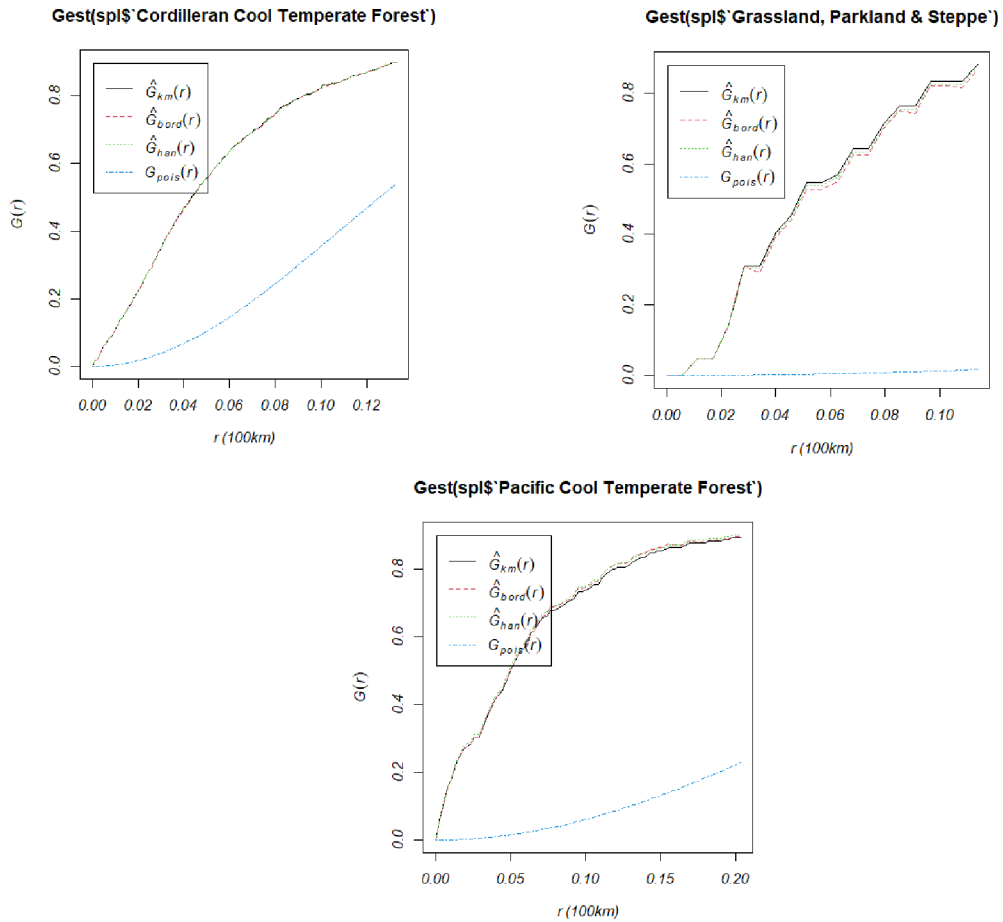 Gest(spl$`Cordilleran Cool Temperate Forest`)
Ĝkm(r)
Ĝbord(r)
Ĝhan(r)
Gpois(r)
G(r)
0.0
0.2
0.4
0.6
0.8
0.00 0.02 0.04 0.06 0.08 0.10 0.12
r (100km)
Gest(spl$`Grassland, Parkland & Steppe`)
Ĝkm(r)
Ĝbord(r)
Ĝhan(r)
Gpois(r)
G(r)
0.0
0.2
0.4
0.6
0.8
0.00 0.02 0.04 0.06 0.08 0.10
r (100km)
Gest(spl$`Pacific Cool Temperate Forest`)
Ĝkm(r)
Ĝbord(r)
Ĝhan(r)
Gpois(r)
G(r)
0.0
0.2
0.4
0.6
0.8
0.00 0.05 0.10 0.15 0.20
r (100km)